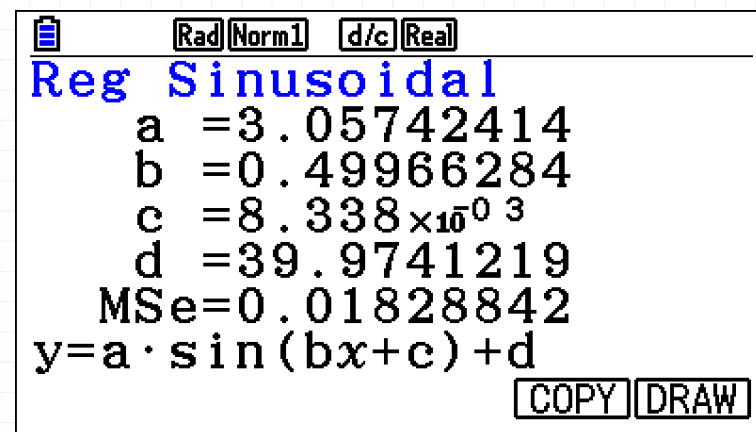 Rad Norm1 d/c Real
Reg Sinusoidal
a =3.05742414
b =0.49966284
c =8.338×10⁻⁰³
d =39.9741219
MSe=0.01828842
y=a·sin(bx+c)+d
COPY DRAW